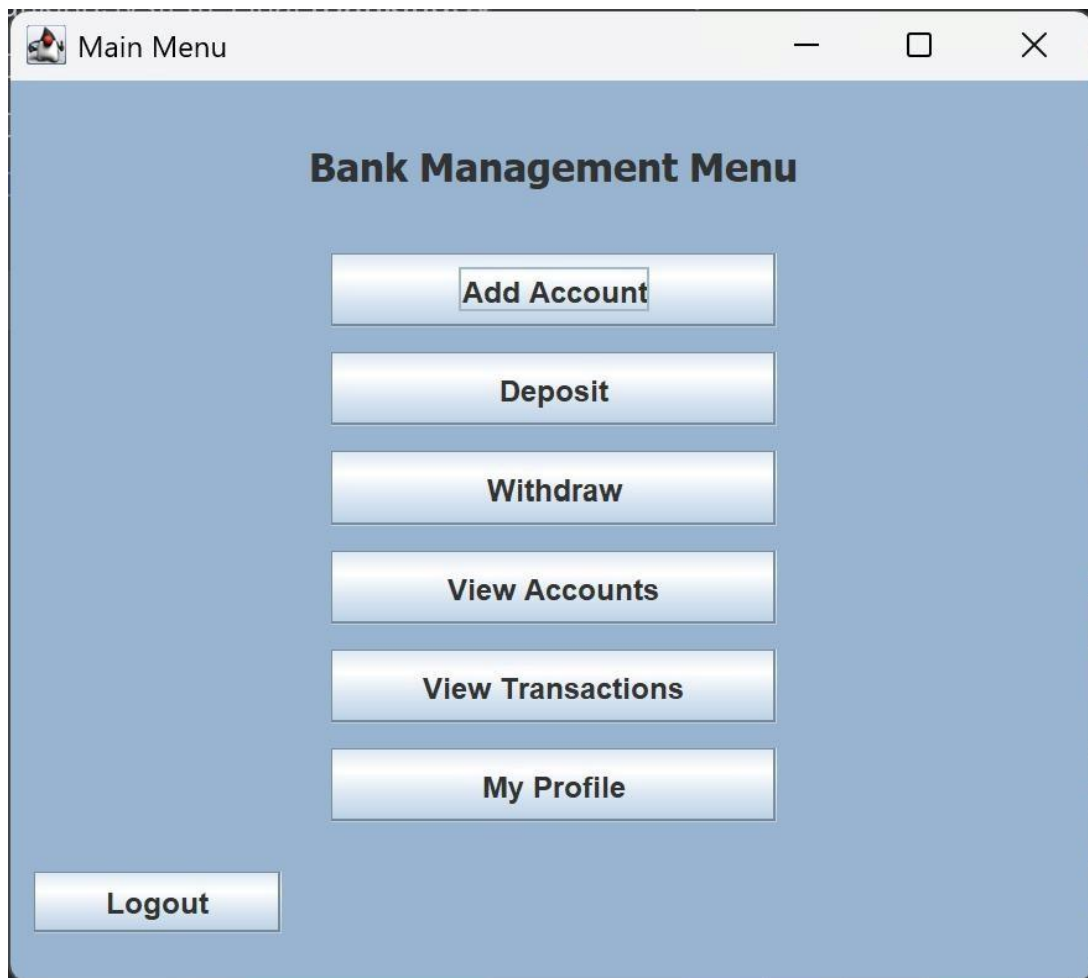 Main Menu
Bank Management Menu
Add Account
Deposit
Withdraw
View Accounts
View Transactions
My Profile
Logout